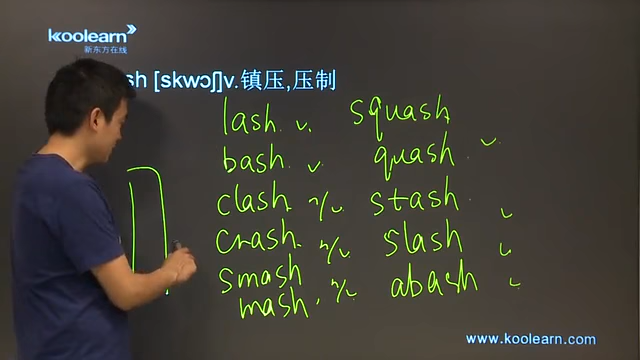 koolearn
新东方在线
sh [skwɔʃ]v.镇压,压制
lash v. squash
bash v quash v
clash n/v stash v
crash n/v slash v
smash
mash. n/v abash v
www.koolearn.com